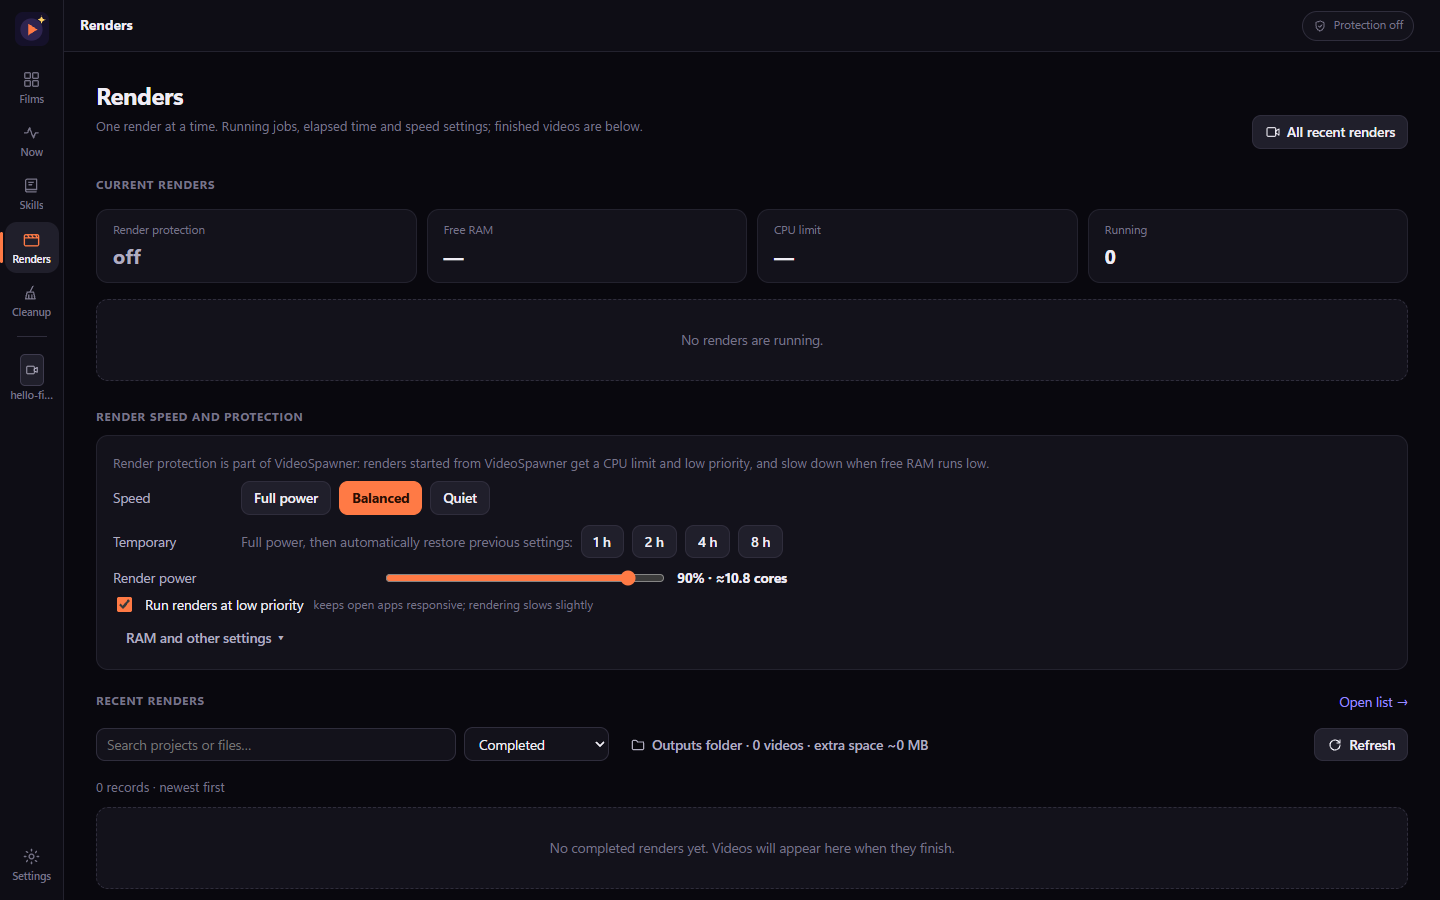 Renders
Protection off
Films
Now
Skills
Renders
Cleanup
hello-fi...
Settings
Renders
One render at a time. Running jobs, elapsed time and speed settings; finished videos are below.
All recent renders
CURRENT RENDERS
Render protection
off
Free RAM
—
CPU limit
—
Running
0
No renders are running.
RENDER SPEED AND PROTECTION
Render protection is part of VideoSpawner: renders started from VideoSpawner get a CPU limit and low priority, and slow down when free RAM runs low.
Speed Full power Balanced Quiet
Temporary Full power, then automatically restore previous settings: 1 h 2 h 4 h 8 h
Render power 90% · ≈10.8 cores
Run renders at low priority keeps open apps responsive; rendering slows slightly
RAM and other settings ▾
RECENT RENDERS
Open list →
Search projects or files... Completed Outputs folder · 0 videos · extra space ~0 MB Refresh
0 records · newest first
No completed renders yet. Videos will appear here when they finish.